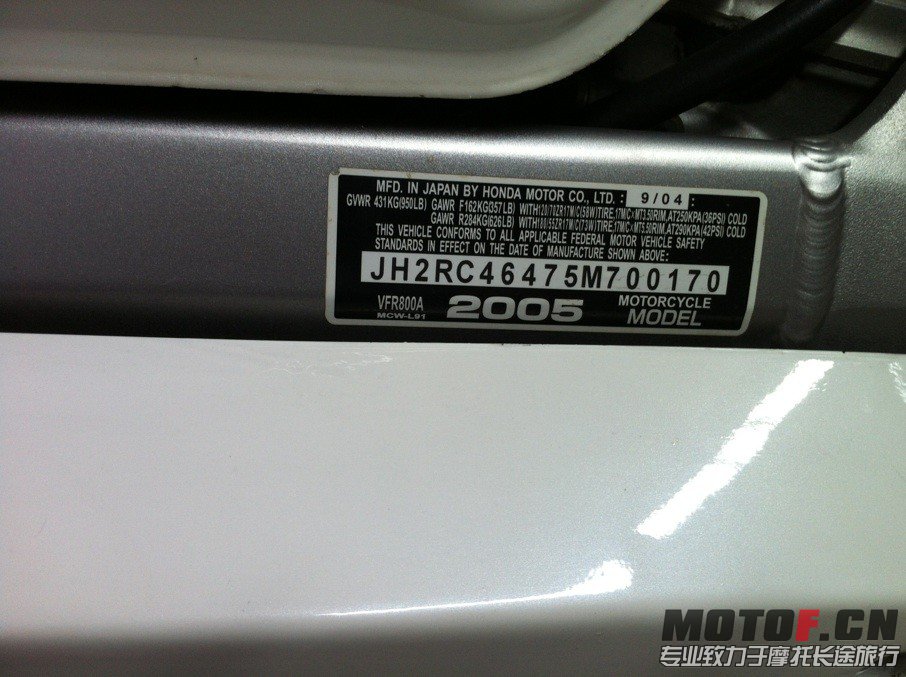 MFD. IN JAPAN BY HONDA MOTOR CO., LTD.: 9/04 :
GVWR 431KG(950LB) GAWR F162KG(357LB) WITH120/70ZR17M/C(58W)TIRE,17M/C×MT3.50RIM,AT250KPA(36PSI) COLD
GAWR R284KG(626LB) WITH180/55ZR17M/C(73W)TIRE,17M/C×MT5.50RIM,AT290KPA(42PSI) COLD
THIS VEHICLE CONFORMS TO ALL APPLICABLE FEDERAL MOTOR VEHICLE SAFETY
STANDARDS IN EFFECT ON THE DATE OF MANUFACTURE SHOWN ABOVE:
JH2RC46475M700170
VFR800A 2005 MOTORCYCLE
MCW-L91 MODEL
MOTOF.CN
专业致力于摩托长途旅行